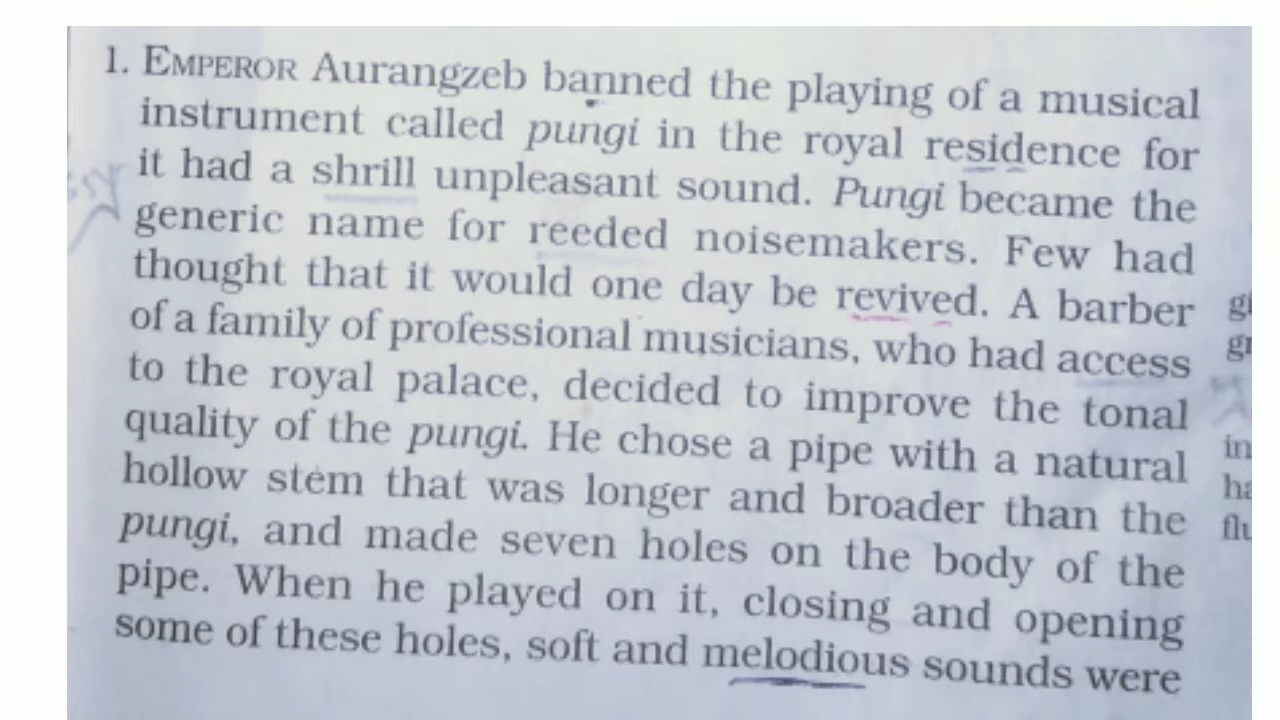 1. EMPEROR Aurangzeb banned the playing of a musical
instrument called pungi in the royal residence for
it had a shrill unpleasant sound. Pungi became the
generic name for reeded noisemakers. Few had
thought that it would one day be revived. A barber
of a family of professional musicians, who had access
to the royal palace, decided to improve the tonal
quality of the pungi. He chose a pipe with a natural
hollow stem that was longer and broader than the
pungi, and made seven holes on the body of the
pipe. When he played on it, closing and opening
some of these holes, soft and melodious sounds were